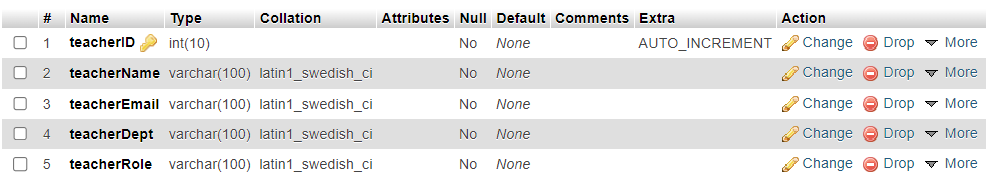 # Name Type Collation Attributes Null Default Comments Extra Action
1 teacherID int(10) No None AUTO_INCREMENT Change Drop More
2 teacherName varchar(100) latin1_swedish_ci No None Change Drop More
3 teacherEmail varchar(100) latin1_swedish_ci No None Change Drop More
4 teacherDept varchar(100) latin1_swedish_ci No None Change Drop More
5 teacherRole varchar(100) latin1_swedish_ci No None Change Drop More